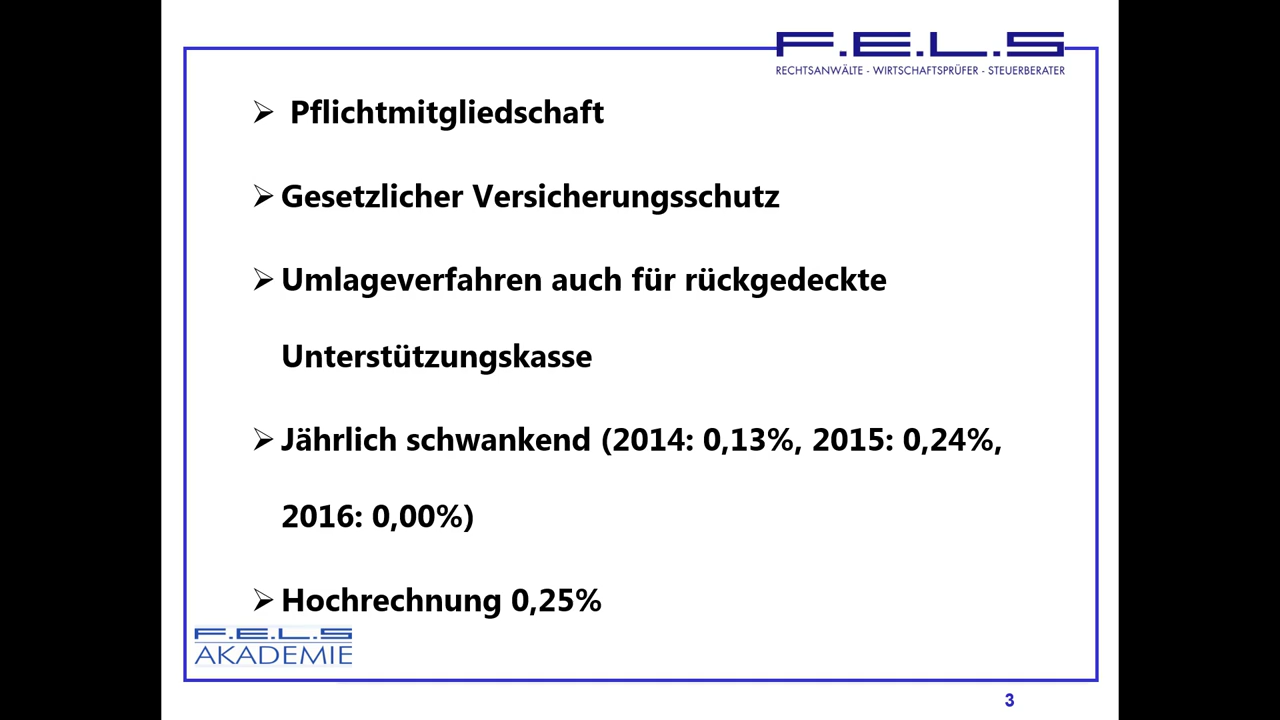 F.E.L.S
RECHTSANWÄLTE - WIRTSCHAFTSPRÜFER - STEUERBERATER
➢ Pflichtmitgliedschaft
➢ Gesetzlicher Versicherungsschutz
➢ Umlageverfahren auch für rückgedeckte
Unterstützungskasse
➢ Jährlich schwankend (2014: 0,13%, 2015: 0,24%,
2016: 0,00%)
➢ Hochrechnung 0,25%
F.E.L.S
AKADEMIE
3